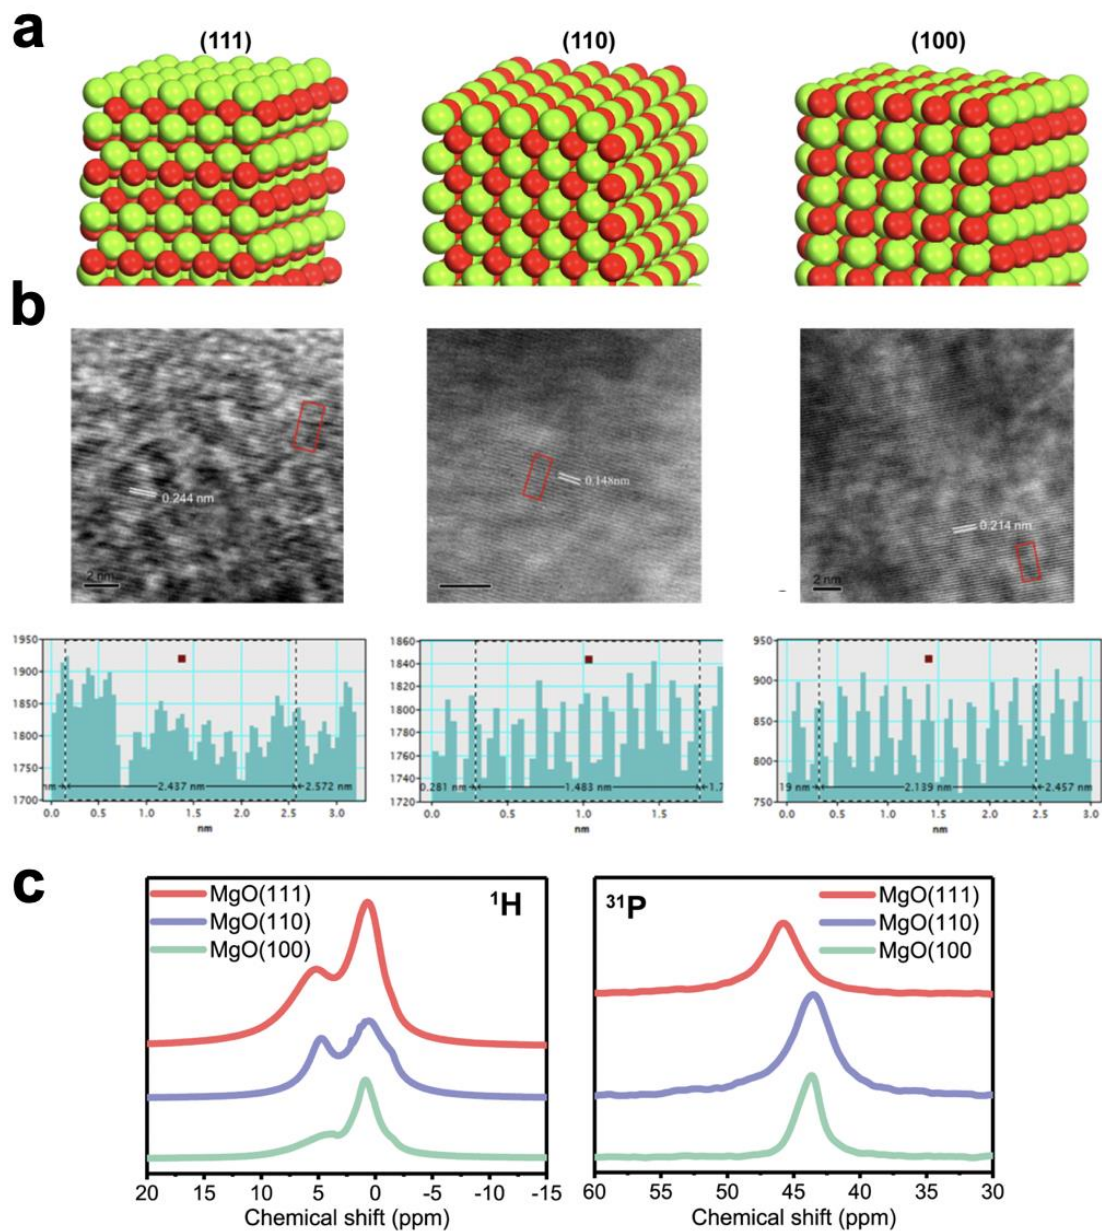 a
(111) (110) (100)
b
0.244 nm
2 nm
0.148nm
0.214 nm
2 nm
1950
1900
1850
1800
1750
1700
nm
2.437 nm
2.572 nm
0.0 0.5 1.0 1.5 2.0 2.5 3.0
nm
1860
1840
1820
1800
1780
1760
1740
1720
0.281 nm
1.483 nm
1.7
0.0 0.5 1.0 1.5
nm
950
900
850
800
750
19 nm
2.139 nm
2.457 nm
0.0 0.5 1.0 1.5 2.0 2.5 3.0
nm
c
MgO(111)
MgO(110)
MgO(100)
¹H
20 15 10 5 0 -5 -10 -15
Chemical shift (ppm)
³¹P
MgO(111)
MgO(110)
MgO(100
60 55 50 45 40 35 30
Chemical shift (ppm)